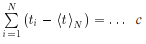 ∑_{i=1}^{N} (t_i − ⟨t⟩_N) = … c